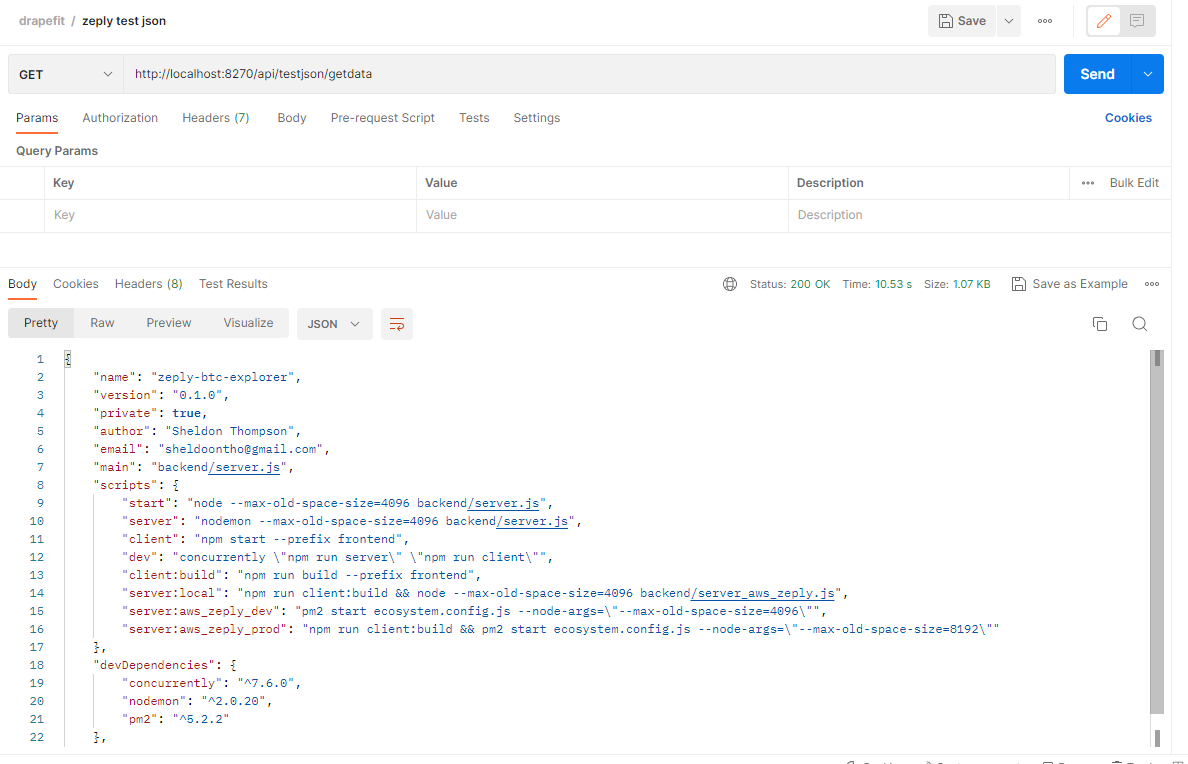 drapefit / zeply test json
Save
GET
http://localhost:8270/api/testjson/getdata
Send
Params Authorization Headers (7) Body Pre-request Script Tests Settings Cookies
Query Params
Key Value Description Bulk Edit
Key Value Description
Body Cookies Headers (8) Test Results Status: 200 OK Time: 10.53 s Size: 1.07 KB Save as Example
Pretty Raw Preview Visualize JSON
1 {
2 "name": "zeply-btc-explorer",
3 "version": "0.1.0",
4 "private": true,
5 "author": "Sheldon Thompson",
6 "email": "sheldoontho@gmail.com",
7 "main": "backend/server.js",
8 "scripts": {
9 "start": "node --max-old-space-size=4096 backend/server.js",
10 "server": "nodemon --max-old-space-size=4096 backend/server.js",
11 "client": "npm start --prefix frontend",
12 "dev": "concurrently \"npm run server\" \"npm run client\"",
13 "client:build": "npm run build --prefix frontend",
14 "server:local": "npm run client:build && node --max-old-space-size=4096 backend/server_aws_zeply.js",
15 "server:aws_zeply_dev": "pm2 start ecosystem.config.js --node-args=\"--max-old-space-size=4096\"",
16 "server:aws_zeply_prod": "npm run client:build && pm2 start ecosystem.config.js --node-args=\"--max-old-space-size=8192\""
17 },
18 "devDependencies": {
19 "concurrently": "^7.6.0",
20 "nodemon": "^2.0.20",
21 "pm2": "^5.2.2"
22 },